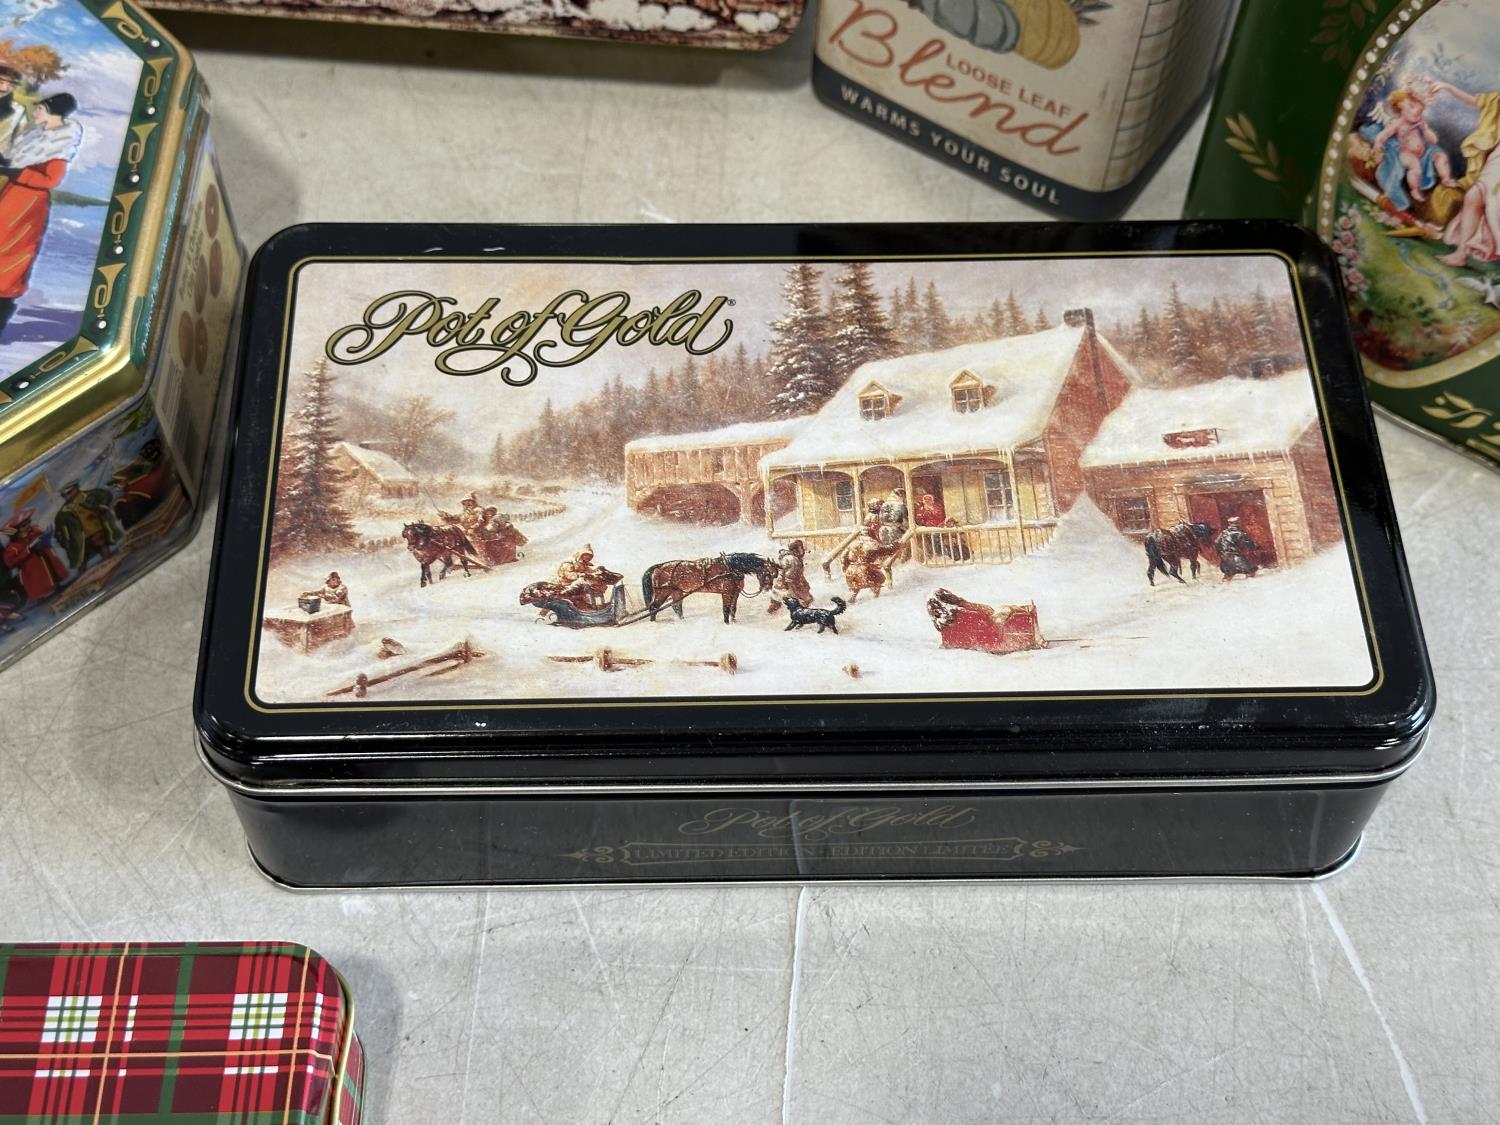 Blend
LOOSE LEAF
WARMS YOUR SOUL
Pot of Gold®
Pot of Gold
LIMITED EDITION EDITION LIMITÉE